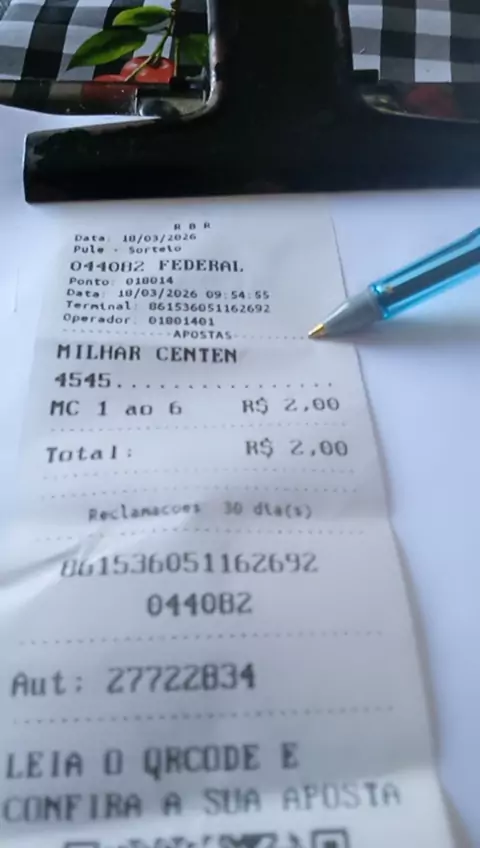 R B R
Data: 18/03/2026
Pule - Sorteio
044082 FEDERAL
Ponto: 018014
Data: 18/03/2026 09:54:55
Terminal: 861536051162692
Operador: 01801401
-----------APOSTAS-----------
MILHAR CENTEN
4545................
MC 1 ao 6 R$ 2,00
Total: R$ 2,00
Reclamacoes 30 dia(s)
861536051162692
044082
Aut: 27722834
LEIA O QRCODE E
CONFIRA A SUA APOSTA